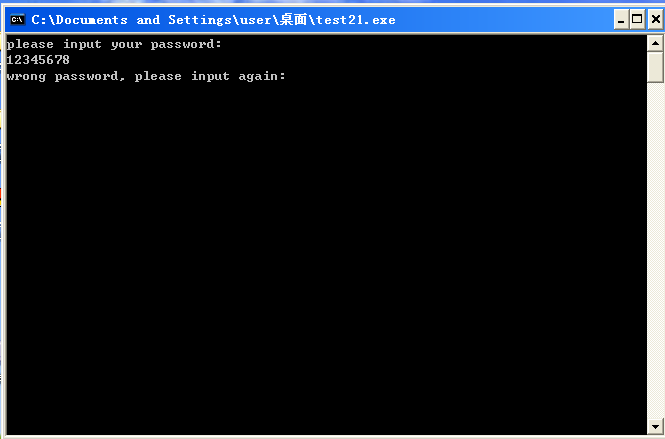 C:\Documents and Settings\user\桌面\test21.exe
please input your password:
12345678
wrong password, please input again: